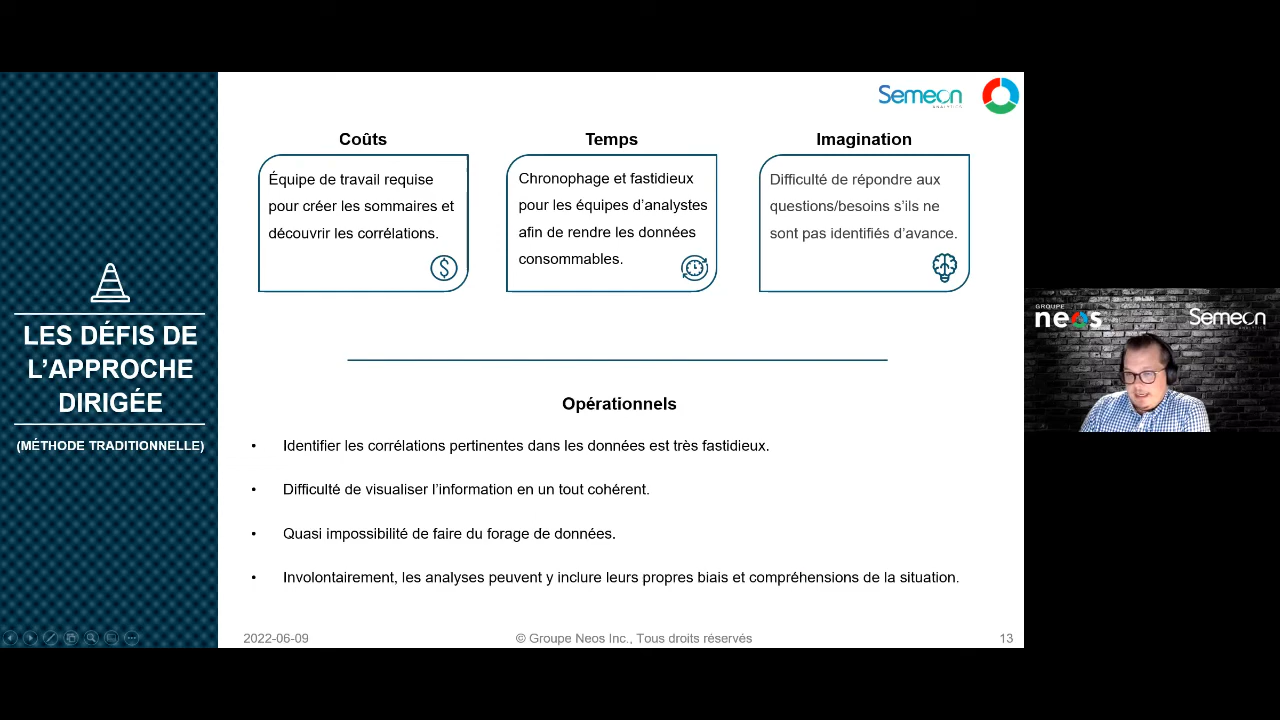 Semeon
ANALYTICS
Coûts
Temps
Imagination
Équipe de travail requise
pour créer les sommaires et
découvrir les corrélations.
Chronophage et fastidieux
pour les équipes d’analystes
afin de rendre les données
consommables.
Difficulté de répondre aux
questions/besoins s’ils ne
sont pas identifiés d’avance.
LES DÉFIS DE
L’APPROCHE
DIRIGÉE
(MÉTHODE TRADITIONNELLE)
Opérationnels
• Identifier les corrélations pertinentes dans les données est très fastidieux.
• Difficulté de visualiser l’information en un tout cohérent.
• Quasi impossibilité de faire du forage de données.
• Involontairement, les analyses peuvent y inclure leurs propres biais et compréhensions de la situation.
2022-06-09
© Groupe Neos Inc., Tous droits réservés
13
GROUPE
neos
Semeon
ANALYTICS